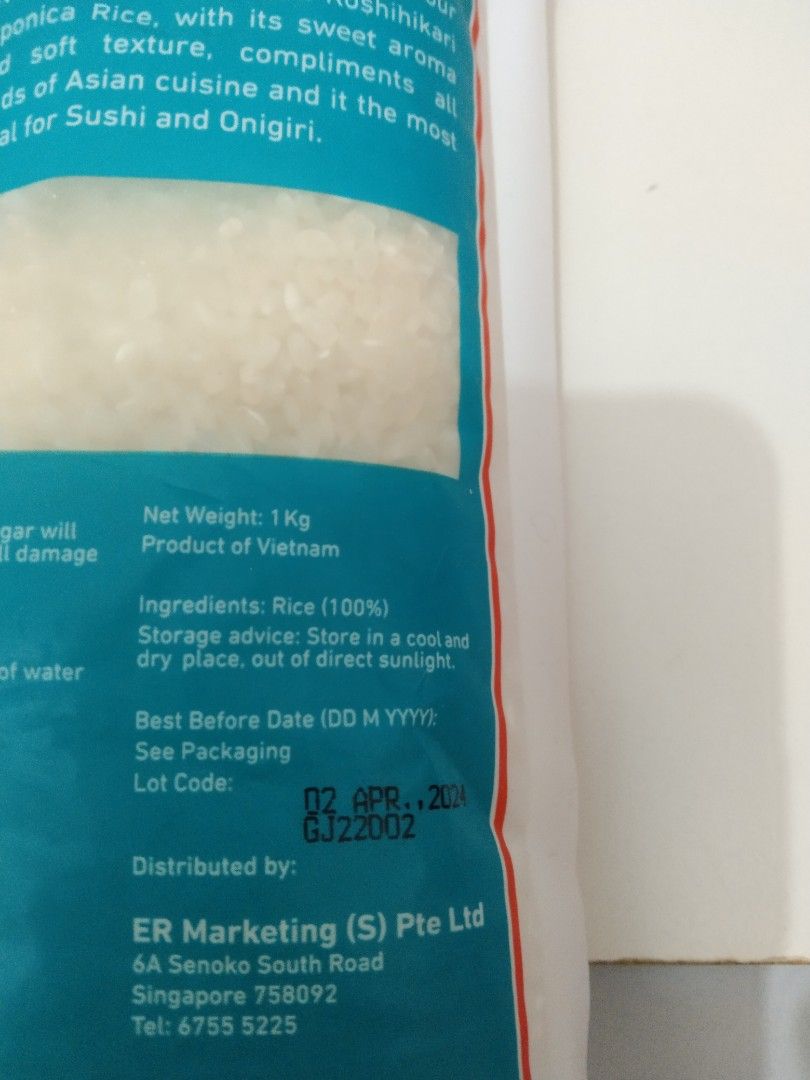 Koshihikari
ponica Rice, with its sweet aroma
soft texture, compliments all
ds of Asian cuisine and it the most
al for Sushi and Onigiri.
gar will
ll damage
of water
Net Weight: 1 Kg
Product of Vietnam
Ingredients: Rice (100%)
Storage advice: Store in a cool and
dry place, out of direct sunlight.
Best Before Date (DD M YYYY):
See Packaging
Lot Code:
02 APR.,2024
GJ22D02
Distributed by:
ER Marketing (S) Pte Ltd
6A Senoko South Road
Singapore 758092
Tel: 6755 5225